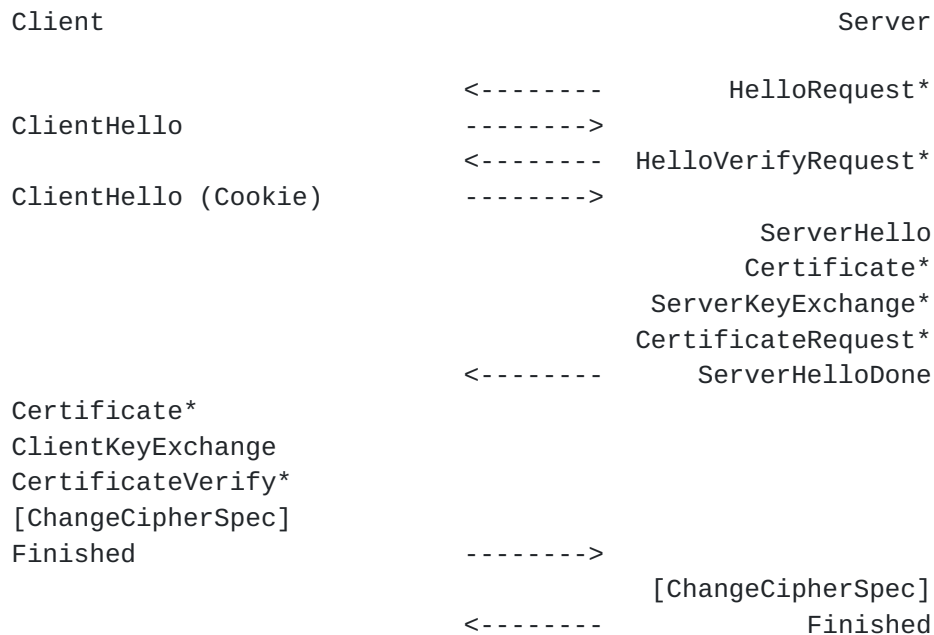 Client Server
<-------- HelloRequest*
ClientHello -------->
<-------- HelloVerifyRequest*
ClientHello (Cookie) -------->
ServerHello
Certificate*
ServerKeyExchange*
CertificateRequest*
<-------- ServerHelloDone
Certificate*
ClientKeyExchange
CertificateVerify*
[ChangeCipherSpec]
Finished -------->
[ChangeCipherSpec]
<-------- Finished